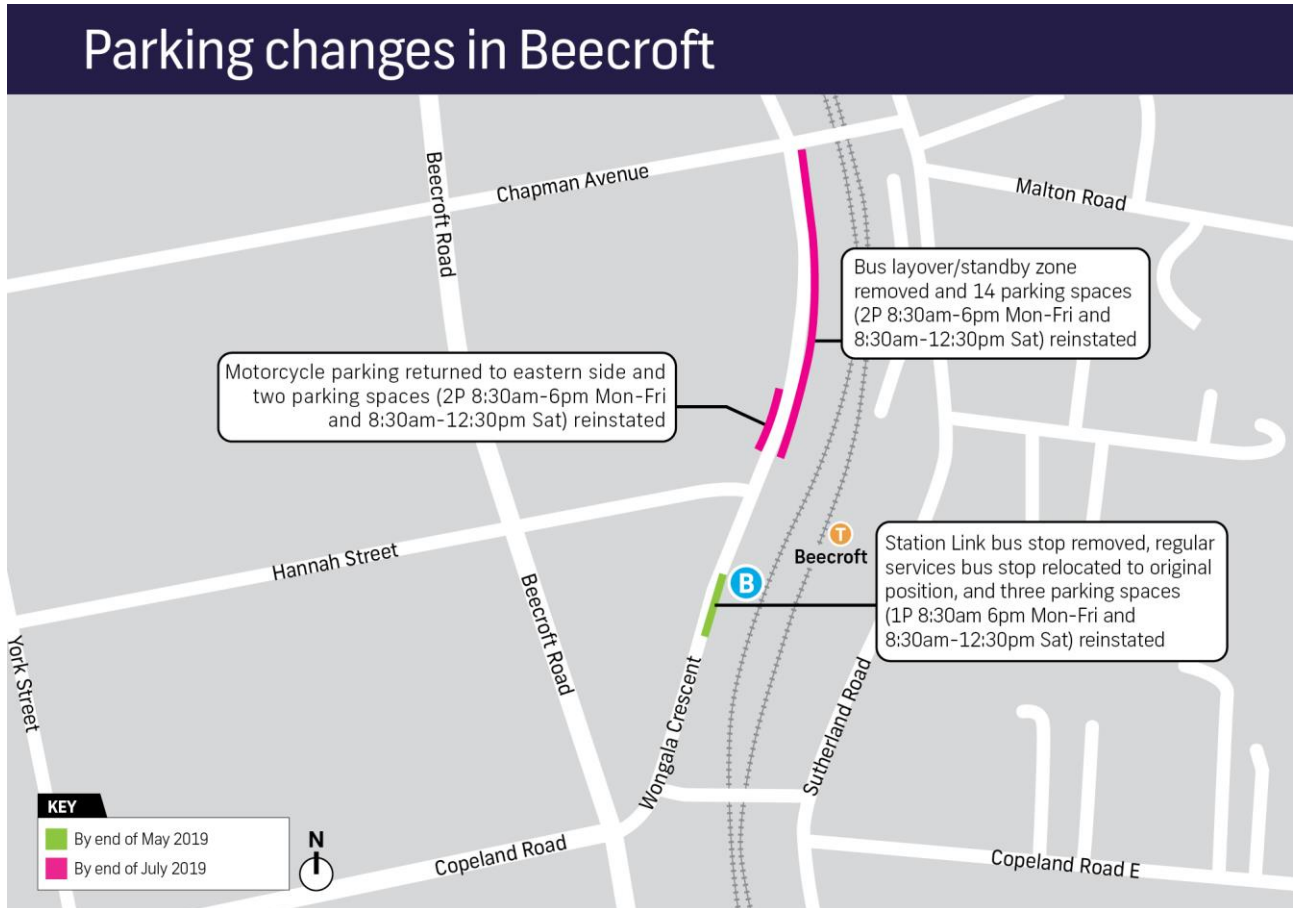 Parking changes in Beecroft
Beecroft Road
Chapman Avenue
Malton Road
Bus layover/standby zone
removed and 14 parking spaces
(2P 8:30am-6pm Mon-Fri and
8:30am-12:30pm Sat) reinstated
Motorcycle parking returned to eastern side and
two parking spaces (2P 8:30am-6pm Mon-Fri
and 8:30am-12:30pm Sat) reinstated
Hannah Street
T
Beecroft
B
Station Link bus stop removed, regular
services bus stop relocated to original
position, and three parking spaces
(1P 8:30am 6pm Mon-Fri and
8:30am-12:30pm Sat) reinstated
York Street
Beecroft Road
Wongala Crescent
Sutherland Road
KEY
By end of May 2019
By end of July 2019
N
Copeland Road
Copeland Road E